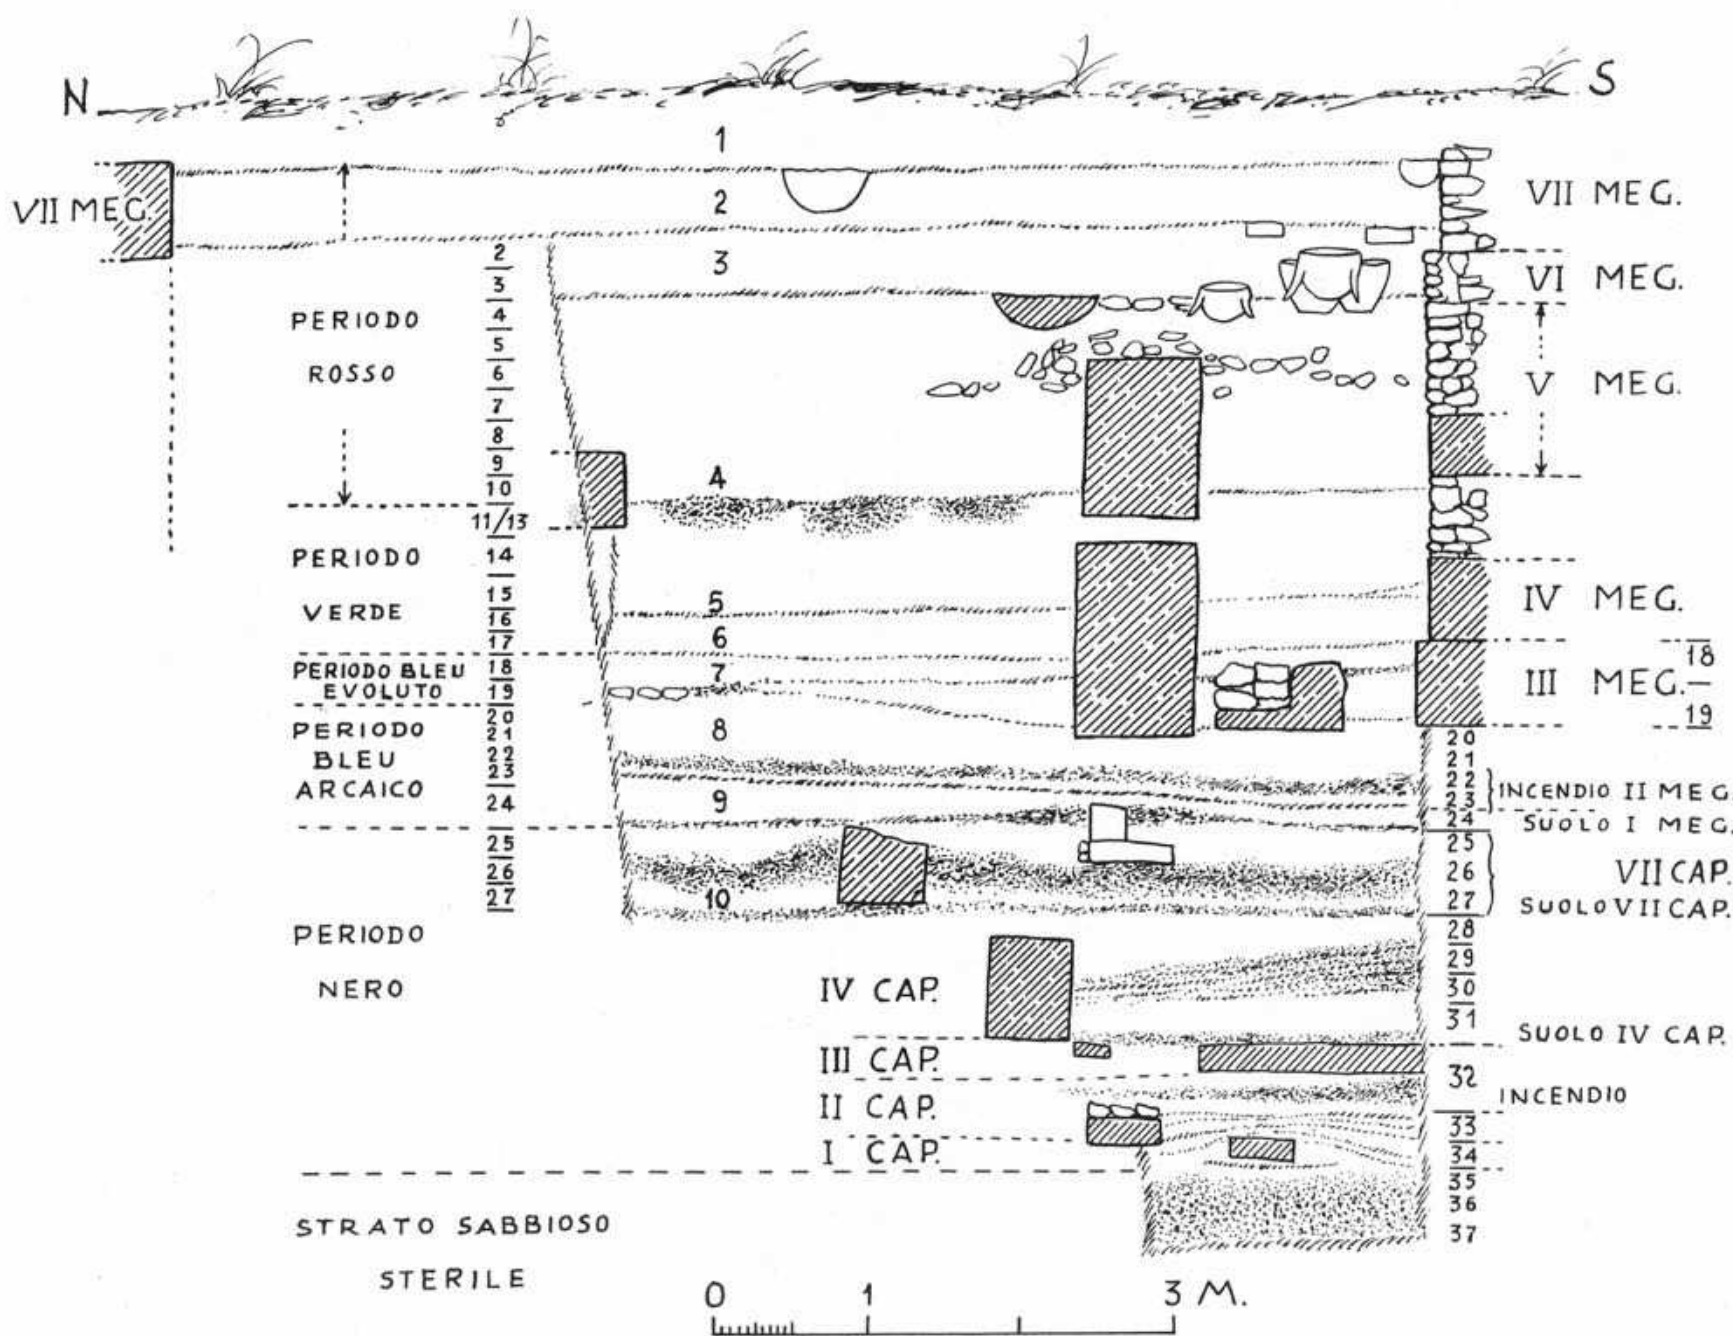 N
S
1
VII MEG.
2
VII MEG.
3
VI MEG.
PERIODO
ROSSO
2
3
4
5
6
7
8
9
10
11/13
4
V MEG.
PERIODO
VERDE
14
15
16
17
5
6
IV MEG.
PERIODO BLEU
EVOLUTO
18
19
7
III MEG.
18
19
PERIODO
BLEU
ARCAICO
20
21
22
23
24
8
9
20
21
22
23
24
INCENDIO II MEG.
SUOLO I MEG.
25
26
27
10
25
26
27
VII CAP.
SUOLO VII CAP.
PERIODO
NERO
28
29
30
31
IV CAP.
SUOLO IV CAP.
III CAP.
32
II CAP.
INCENDIO
33
I CAP.
34
35
36
37
STRATO SABBIOSO
STERILE
0 1 3 M.